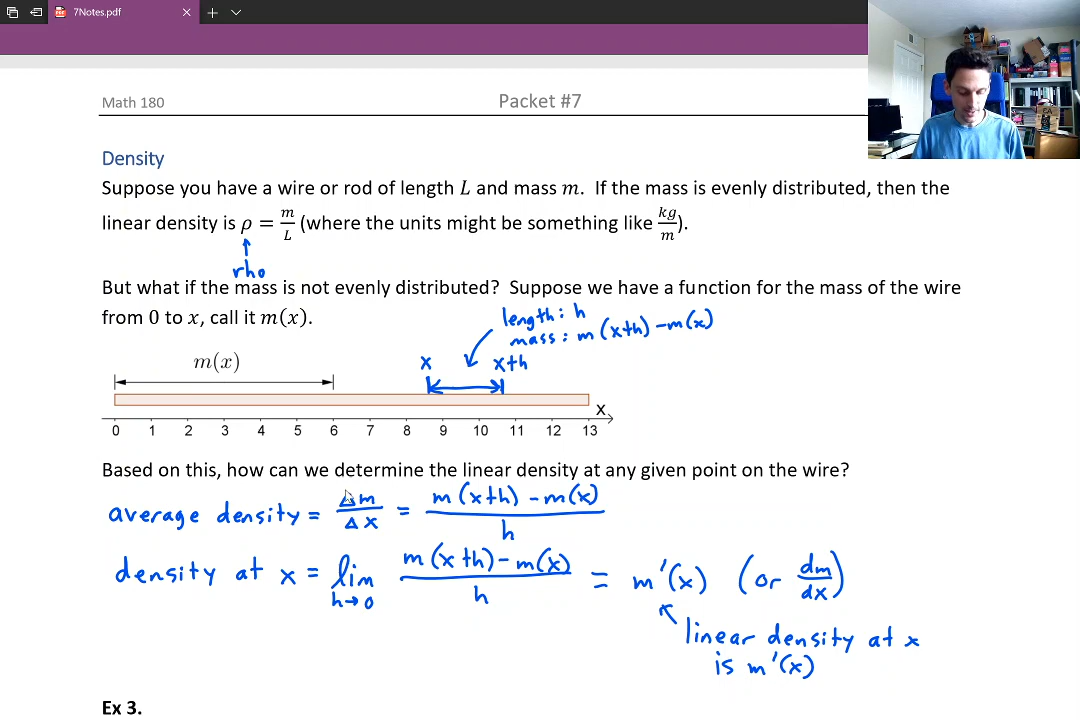 7Notes.pdf
Math 180
Packet #7
Density
Suppose you have a wire or rod of length L and mass m. If the mass is evenly distributed, then the
linear density is ρ = m/L (where the units might be something like kg/m).
rho
But what if the mass is not evenly distributed? Suppose we have a function for the mass of the wire
from 0 to x, call it m(x).
length: h
mass: m(x+h) - m(x)
m(x)
x x+h
x
0 1 2 3 4 5 6 7 8 9 10 11 12 13
Based on this, how can we determine the linear density at any given point on the wire?
average density = Δm/Δx = (m(x+h) - m(x))/h
density at x = lim h→0 (m(x+h) - m(x))/h = m'(x) (or dm/dx)
linear density at x
is m'(x)
Ex 3.